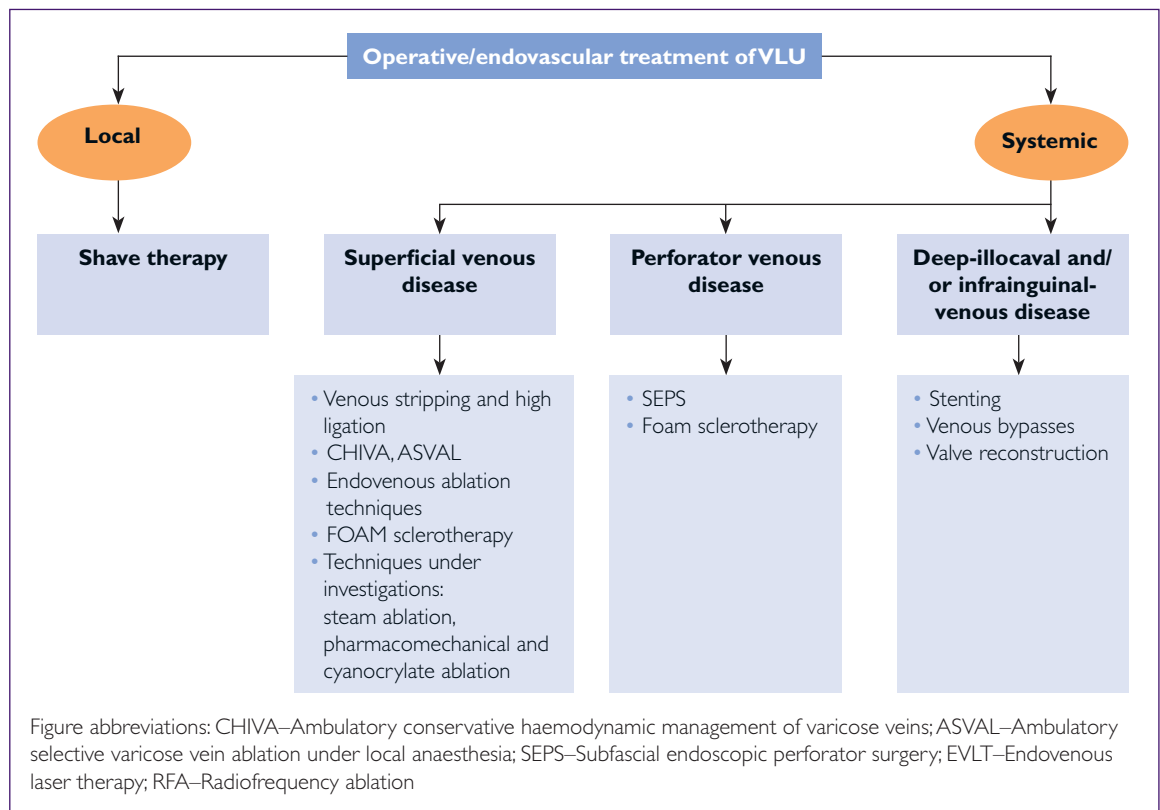 Operative/endovascular treatment of VLU
Local
Systemic
Shave therapy
Superficial venous
disease
Perforator venous
disease
Deep-illocaval and/
or infrainguinal-
venous disease
• Venous stripping and high
ligation
• CHIVA, ASVAL
• Endovenous ablation
techniques
• FOAM sclerotherapy
• Techniques under
investigations:
steam ablation,
pharmacomechanical and
cyanocrylate ablation
• SEPS
• Foam sclerotherapy
• Stenting
• Venous bypasses
• Valve reconstruction
Figure abbreviations: CHIVA–Ambulatory conservative haemodynamic management of varicose veins; ASVAL–Ambulatory
selective varicose vein ablation under local anaesthesia; SEPS–Subfascial endoscopic perforator surgery; EVLT–Endovenous
laser therapy; RFA–Radiofrequency ablation